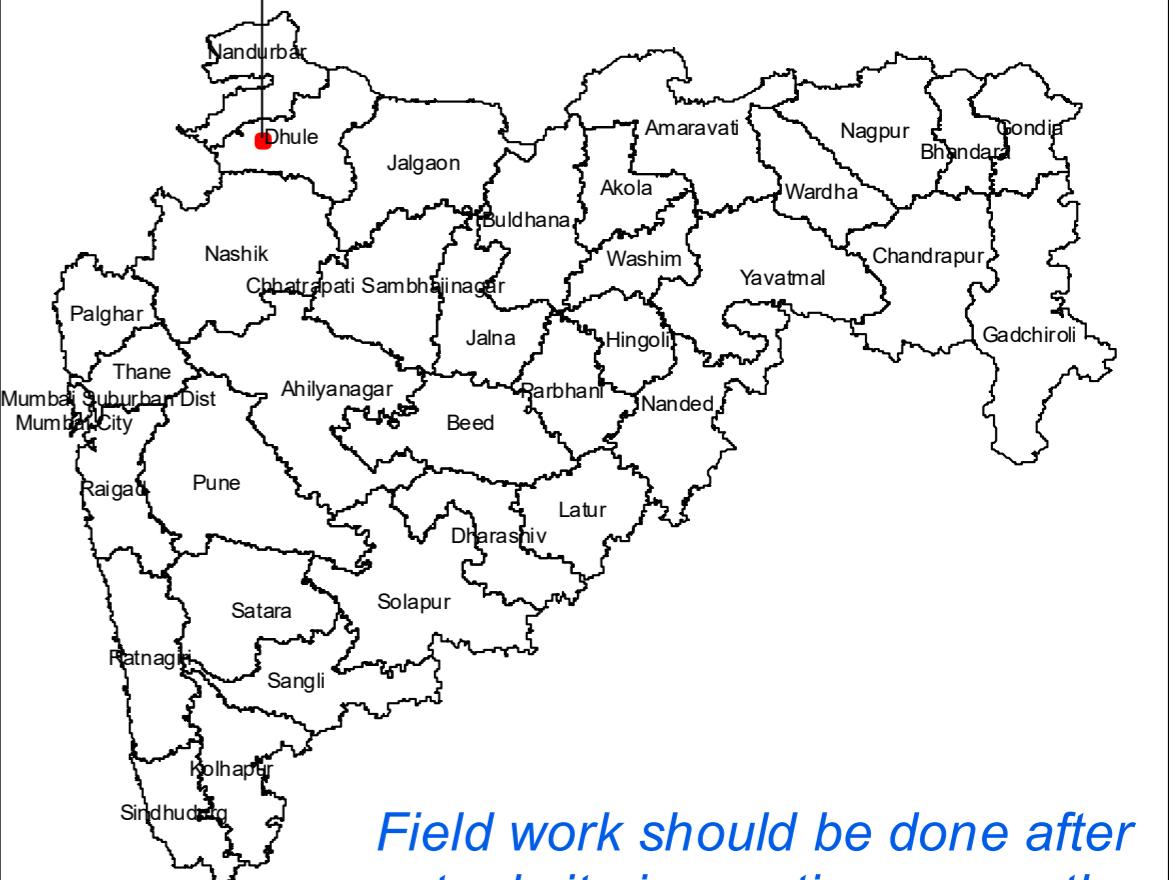 Nandurbar
Dhule
Jalgaon
Amaravati
Nagpur
Gondia
Bhandara
Akola
Wardha
Buldhana
Nashik
Washim
Chandrapur
Chhatrapati Sambhajinagar
Yavatmal
Palghar
Jalna
Hingoli
Gadchiroli
Thane
Ahilyanagar
Parbhani
Mumbai Suburban Dist
Nanded
Mumbai City
Beed
Raigad
Pune
Latur
Dharashiv
Satara
Solapur
Ratnagiri
Sangli
Kolhapur
Sindhudurg
Field work should be done after